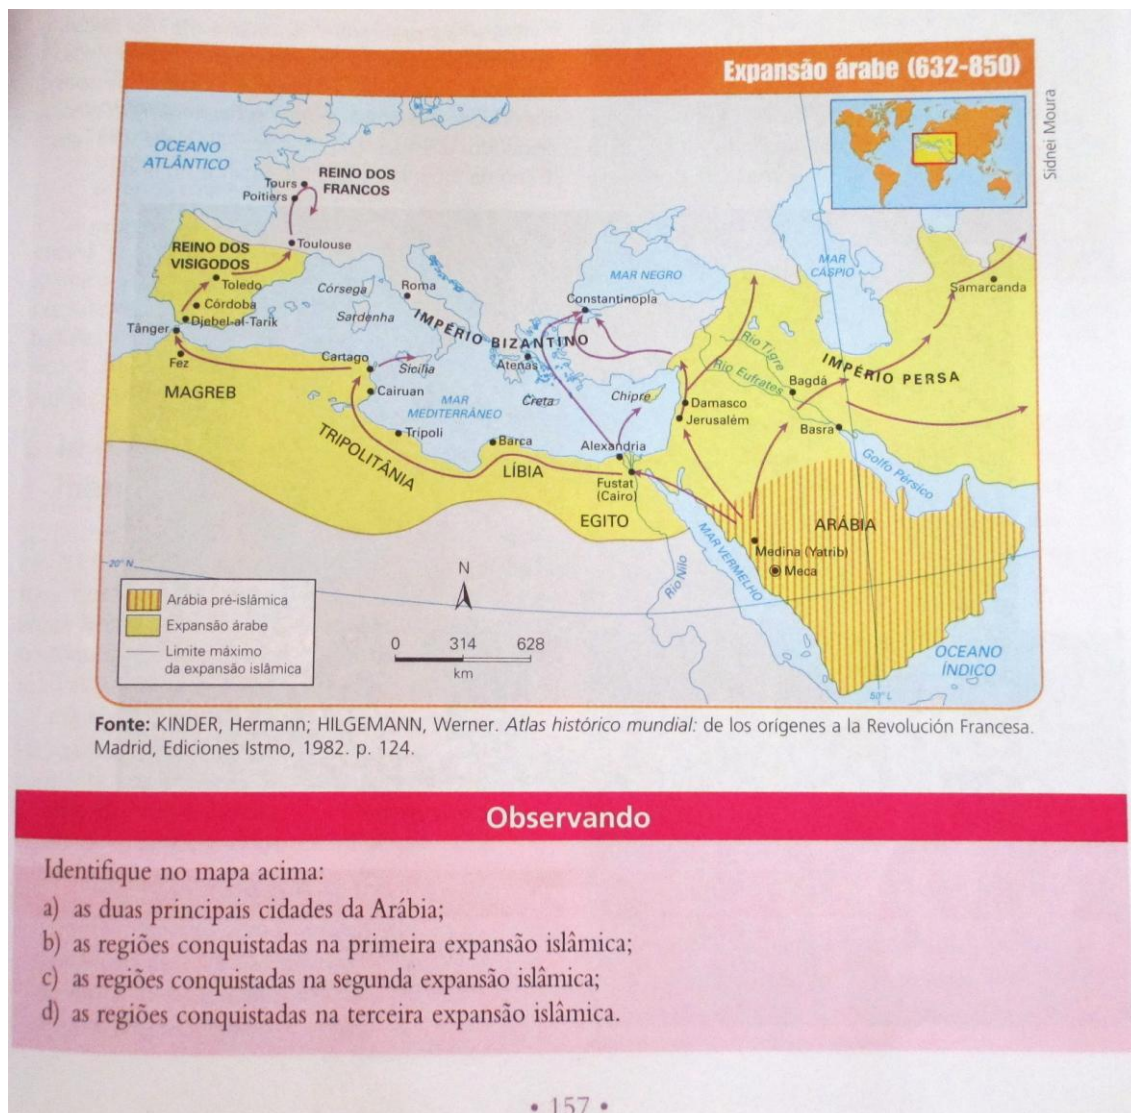 Expansão árabe (632-850)
Sidnei Moura
OCEANO
ATLÂNTICO
REINO DOS
FRANCOS
Tours
Poitiers
Toulouse
REINO DOS
VISIGODOS
Toledo
Córdoba
Djebel-al-Tarik
Tânger
Fez
MAGREB
Córsega
Sardenha
Roma
IMPÉRIO BIZANTINO
Cartago
Sicília
Cairuan
MAR
MEDITERRÂNEO
Trípoli
TRIPOLITÂNIA
Barca
LÍBIA
Atenas
Creta
Chipre
MAR NEGRO
Constantinopla
MAR
CÁSPIO
Samarcanda
Rio Tigre
Rio Eufrates
IMPÉRIO PERSA
Bagdá
Damasco
Jerusalém
Basra
Alexandria
Fustat
(Cairo)
EGITO
Golfo Pérsico
ARÁBIA
MAR VERMELHO
Medina (Yatrib)
Meca
Rio Nilo
OCEANO
ÍNDICO
20° N
50° L
N
0 314 628
km
Arábia pré-islâmica
Expansão árabe
Limite máximo
da expansão islâmica
Fonte: KINDER, Hermann; HILGEMANN, Werner. Atlas histórico mundial: de los orígenes a la Revolución Francesa.
Madrid, Ediciones Istmo, 1982. p. 124.
Observando
Identifique no mapa acima:
a) as duas principais cidades da Arábia;
b) as regiões conquistadas na primeira expansão islâmica;
c) as regiões conquistadas na segunda expansão islâmica;
d) as regiões conquistadas na terceira expansão islâmica.
• 157 •